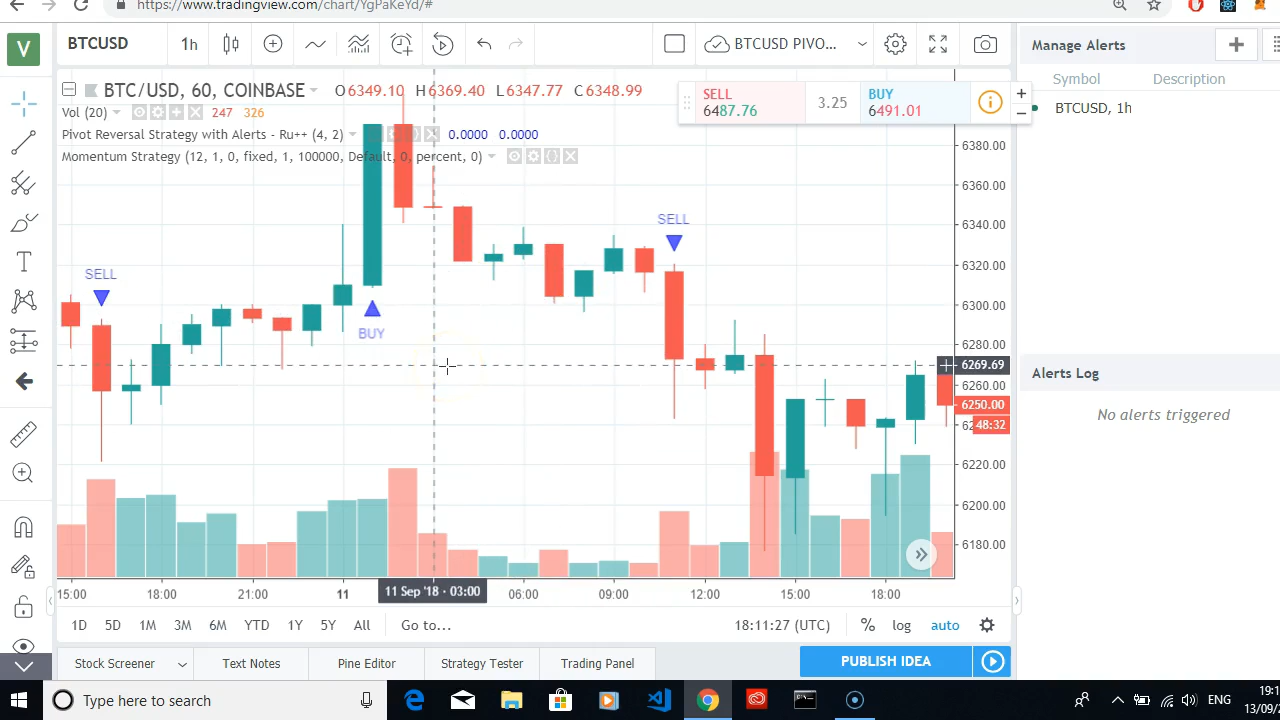 https://www.tradingview.com/chart/YgPaKeYd/#
V
BTCUSD
1h
BTCUSD PIVO...
Manage Alerts
Symbol
Description
BTCUSD, 1h
BTC/USD, 60, COINBASE
O6349.10 H6369.40 L6347.77 C6348.99
SELL
6487.76
3.25
BUY
6491.01
Vol (20)
247 326
Pivot Reversal Strategy with Alerts - Ru++ (4, 2)
0.0000 0.0000
Momentum Strategy (12, 1, 0, fixed, 1, 100000, Default, 0, percent, 0)
SELL
BUY
SELL
6380.00
6360.00
6340.00
6320.00
6300.00
6280.00
6269.69
6260.00
6250.00
48:32
6220.00
6200.00
6180.00
Alerts Log
No alerts triggered
15:00
18:00
21:00
11
11 Sep '18 · 03:00
06:00
09:00
12:00
15:00
18:00
1D 5D 1M 3M 6M YTD 1Y 5Y All Go to...
18:11:27 (UTC)
% log auto
Stock Screener
Text Notes
Pine Editor
Strategy Tester
Trading Panel
PUBLISH IDEA
Type here to search
ENG